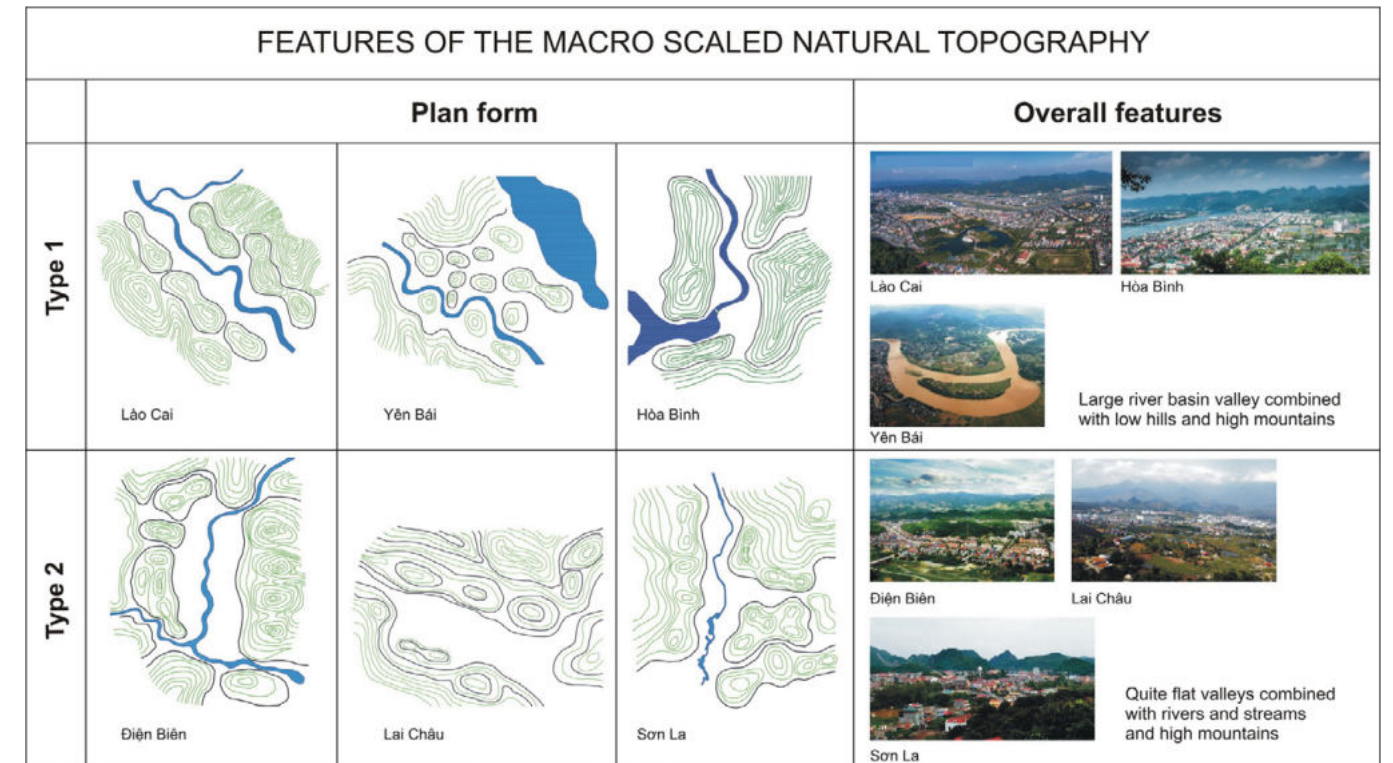 FEATURES OF THE MACRO SCALED NATURAL TOPOGRAPHY
Plan form
Overall features
Type 1
Lào Cai
Yên Bái
Hòa Bình
Lào Cai
Hòa Bình
Yên Bái
Large river basin valley combined
with low hills and high mountains
Type 2
Điện Biên
Lai Châu
Sơn La
Điện Biên
Lai Châu
Sơn La
Quite flat valleys combined
with rivers and streams
and high mountains